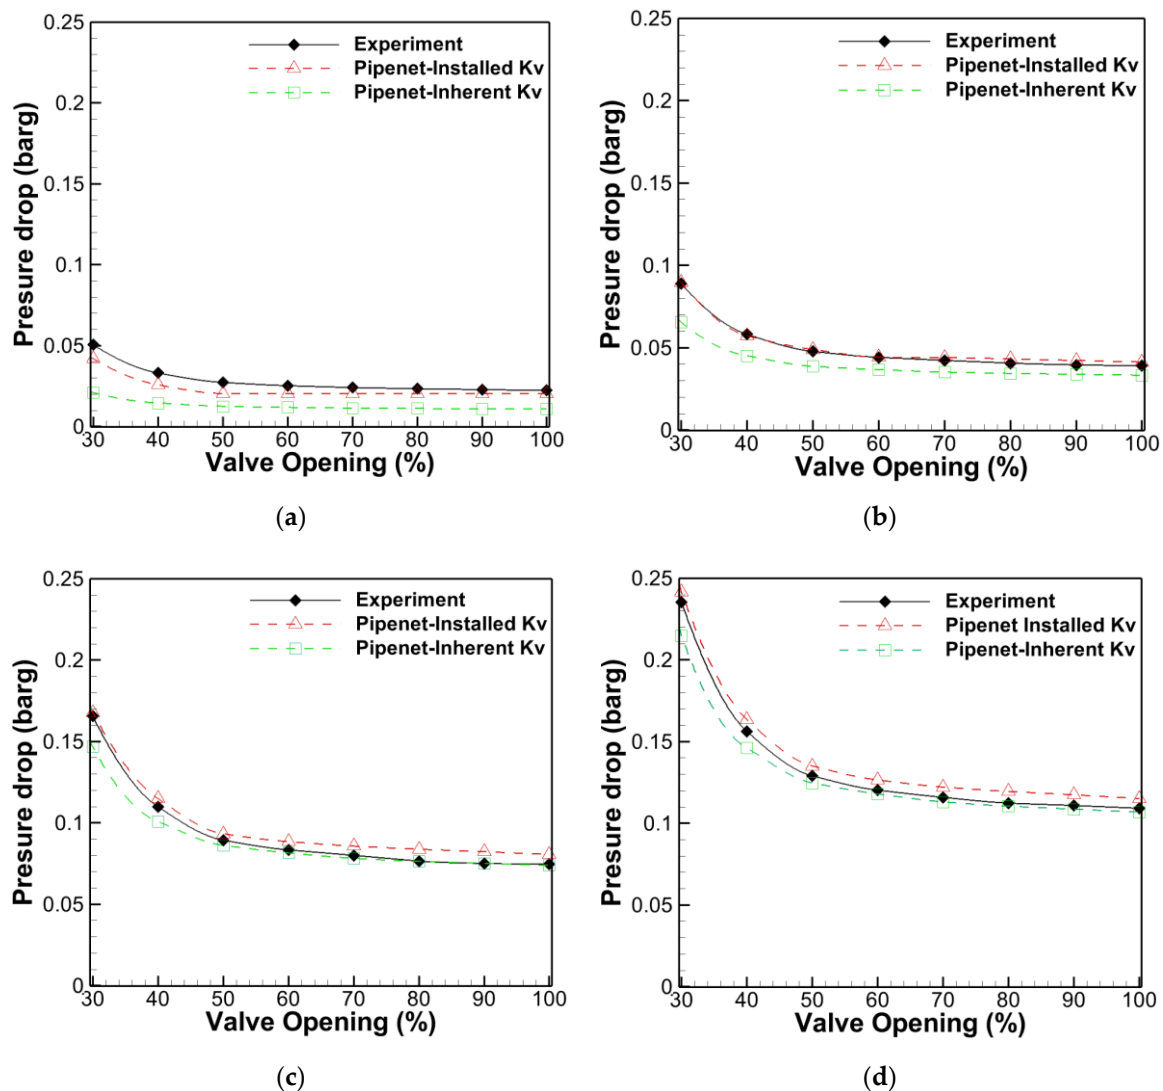 0.25
0.2
0.15
0.1
0.05
0
Presure drop (barg)
Experiment
Pipenet-Installed Kv
Pipenet-Inherent Kv
30 40 50 60 70 80 90 100
Valve Opening (%)
(a)
0.25
0.2
0.15
0.1
0.05
0
Presure drop (barg)
Experiment
Pipenet-Installed Kv
Pipenet-Inherent Kv
30 40 50 60 70 80 90 100
Valve Opening (%)
(b)
0.25
0.2
0.15
0.1
0.05
0
Presure drop (barg)
Experiment
Pipenet-Installed Kv
Pipenet-Inherent Kv
30 40 50 60 70 80 90 100
Valve Opening (%)
(c)
0.25
0.2
0.15
0.1
0.05
0
Presure drop (barg)
Experiment
Pipenet Installed Kv
Pipenet-Inherent Kv
30 40 50 60 70 80 90 100
Valve Opening (%)
(d)